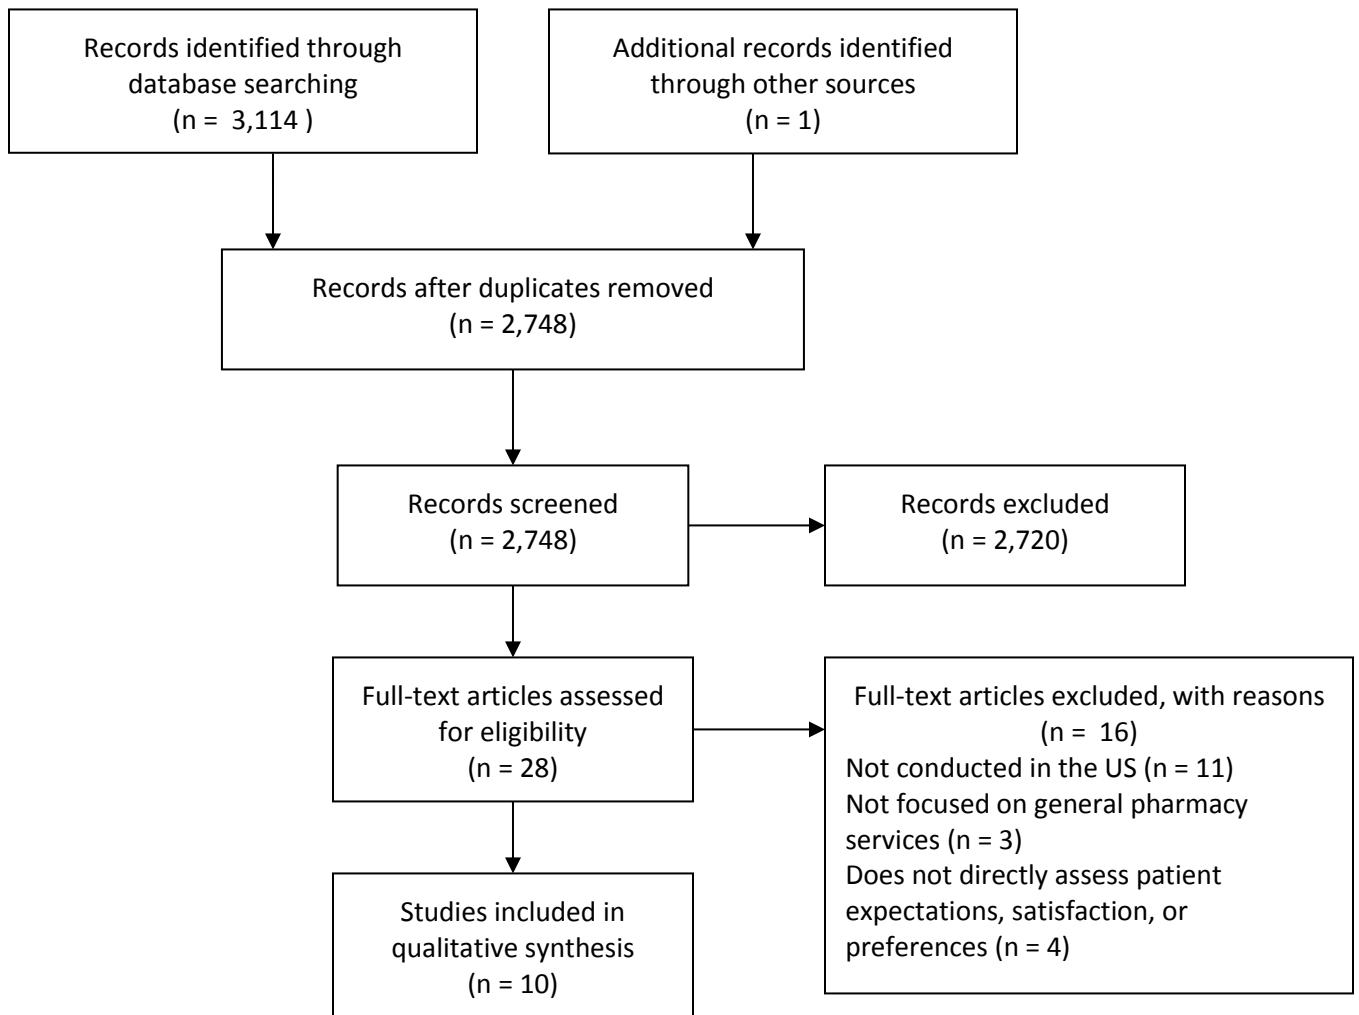 Records identified through
database searching
(n =  3,114 )
Additional records identified
through other sources
(n = 1)
Records after duplicates removed
(n = 2,748)
Records screened
(n = 2,748)
Records excluded
(n = 2,720)
Full-text articles assessed
for eligibility
(n = 28)
Full-text articles excluded, with reasons
(n =  16)
Not conducted in the US (n = 11)
Not focused on general pharmacy
services (n = 3)
Does not directly assess patient
expectations, satisfaction, or
preferences (n = 4)
Studies included in
qualitative synthesis
(n = 10)